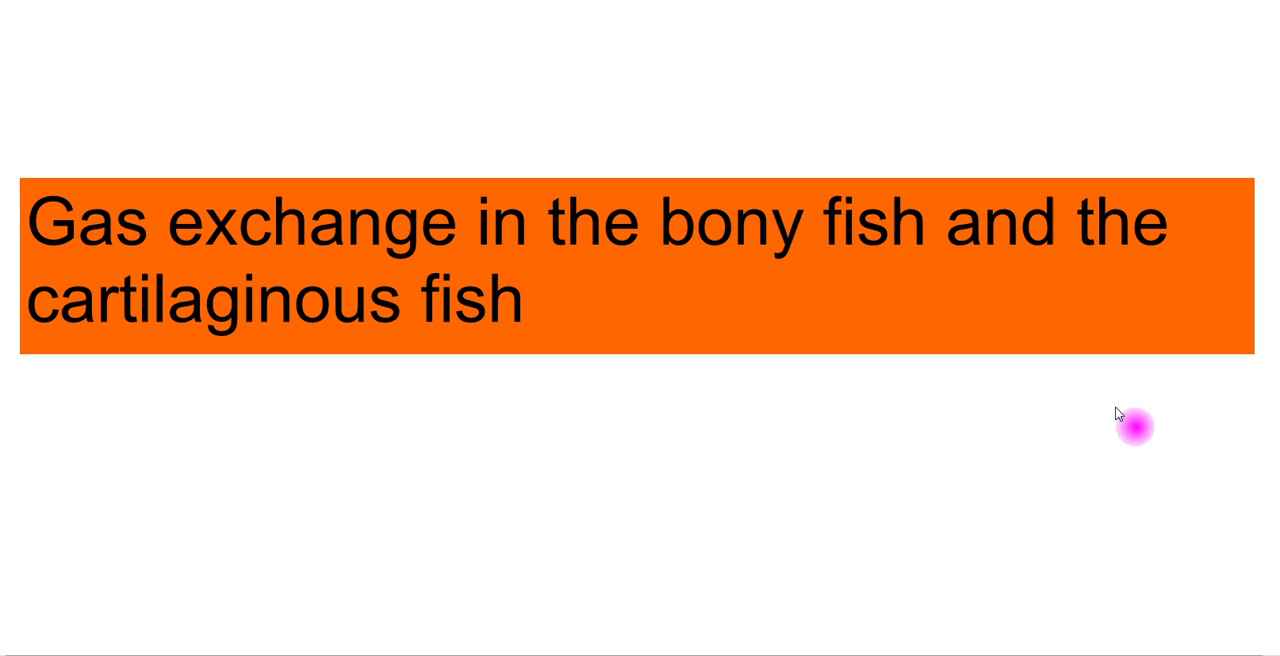 Gas exchange in the bony fish and the
cartilaginous fish